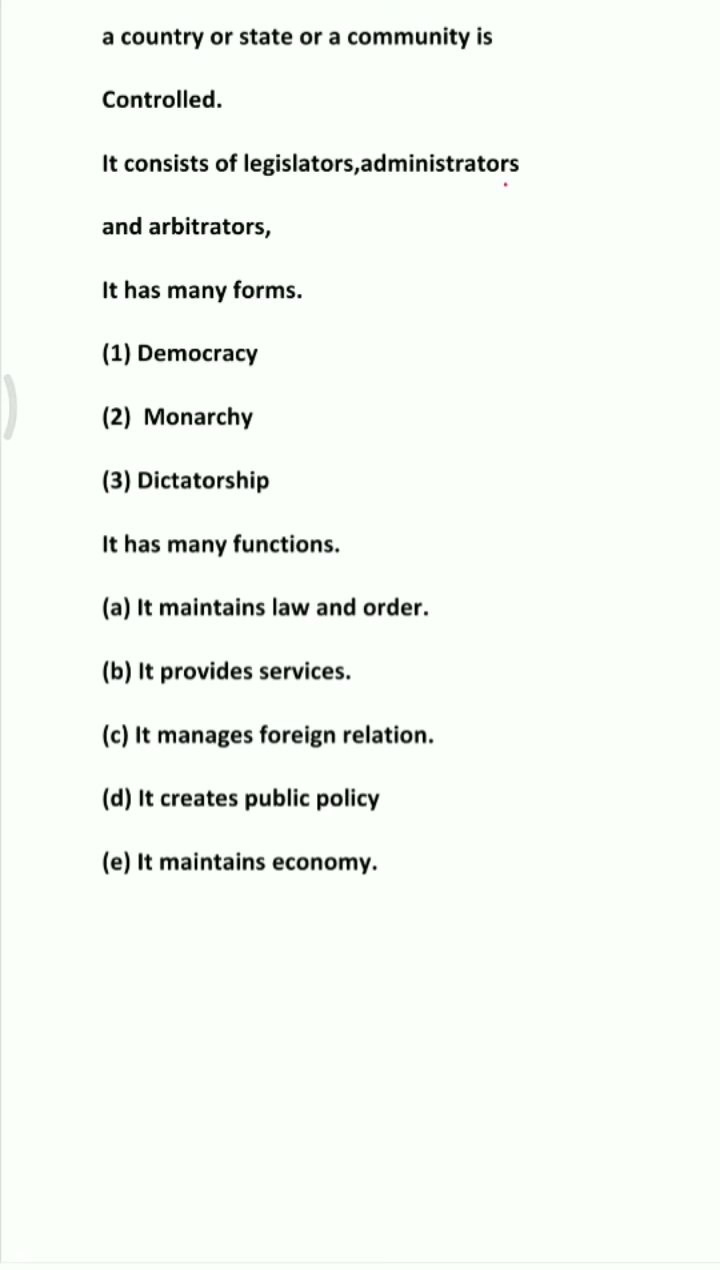 a country or state or a community is
Controlled.
It consists of legislators,administrators
and arbitrators,
It has many forms.
(1) Democracy
(2)  Monarchy
(3) Dictatorship
It has many functions.
(a) It maintains law and order.
(b) It provides services.
(c) It manages foreign relation.
(d) It creates public policy
(e) It maintains economy.